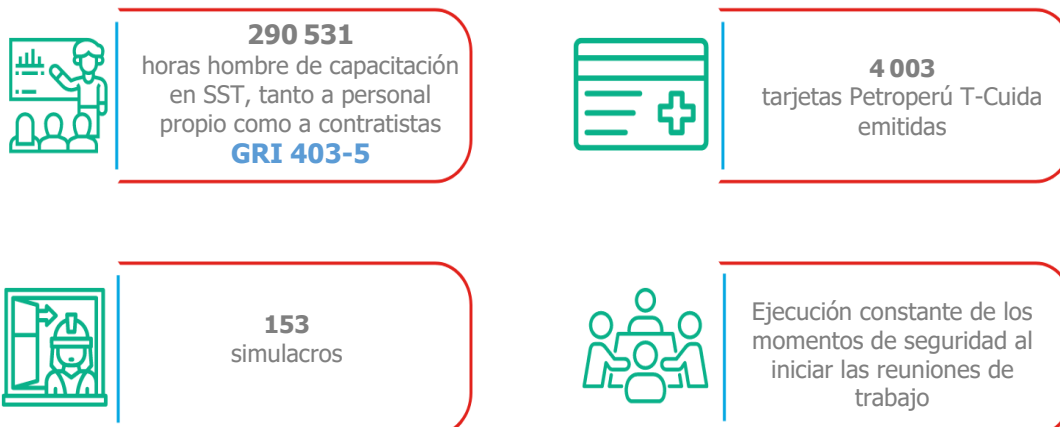 290 531
horas hombre de capacitación
en SST, tanto a personal
propio como a contratistas
GRI 403-5
4 003
tarjetas Petroperú T-Cuida
emitidas
153
simulacros
Ejecución constante de los
momentos de seguridad al
iniciar las reuniones de
trabajo